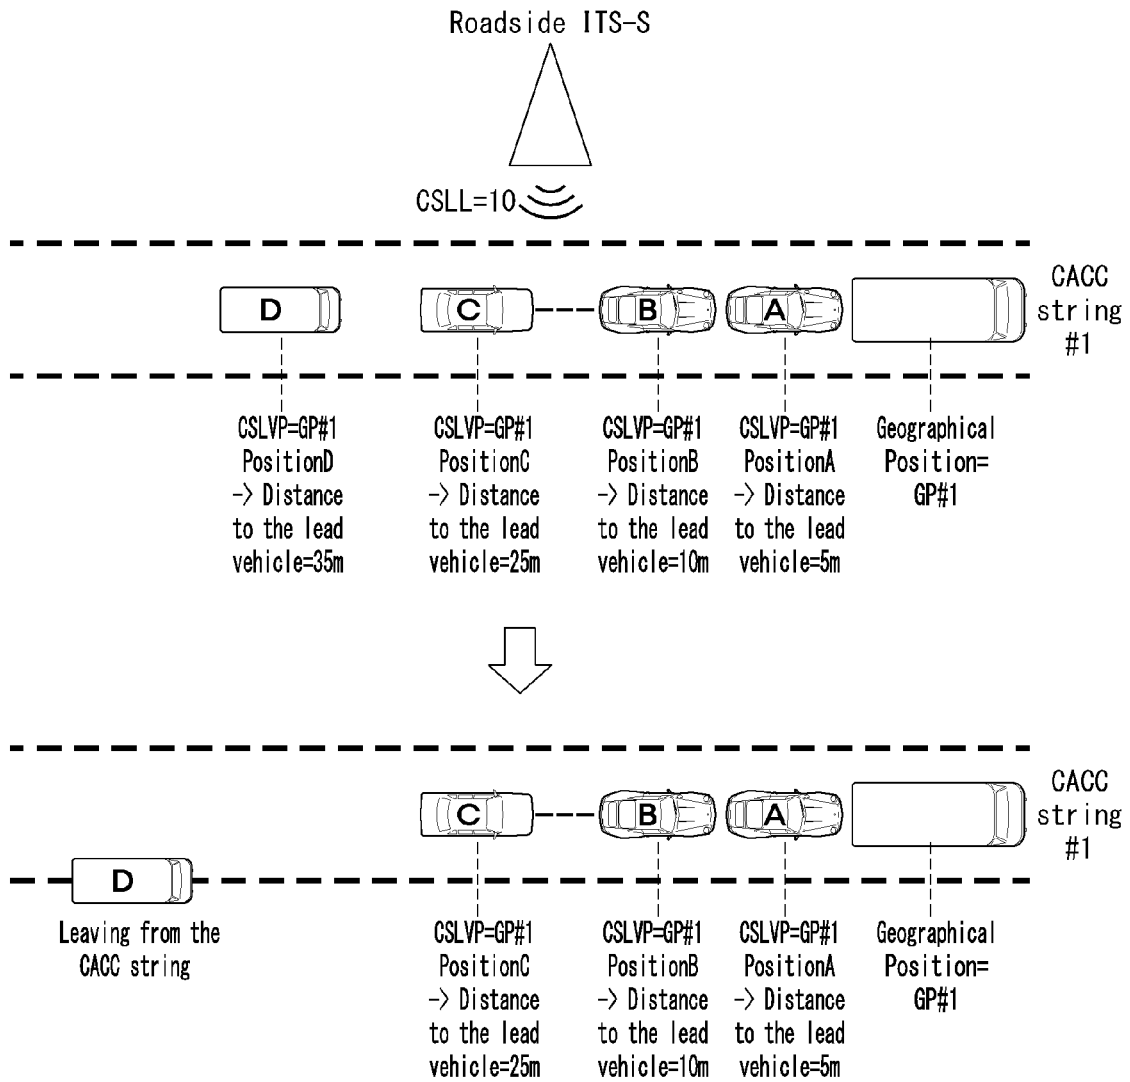 Roadside ITS-S
CSLL=10
D
C
B
A
CACC
string
#1
CSLVP=GP#1
PositionD
-> Distance
to the lead
vehicle=35m
CSLVP=GP#1
PositionC
-> Distance
to the lead
vehicle=25m
CSLVP=GP#1
PositionB
-> Distance
to the lead
vehicle=10m
CSLVP=GP#1
PositionA
-> Distance
to the lead
vehicle=5m
Geographical
Position=
GP#1
C
B
A
CACC
string
#1
D
Leaving from the
CACC string
CSLVP=GP#1
PositionC
-> Distance
to the lead
vehicle=25m
CSLVP=GP#1
PositionB
-> Distance
to the lead
vehicle=10m
CSLVP=GP#1
PositionA
-> Distance
to the lead
vehicle=5m
Geographical
Position=
GP#1